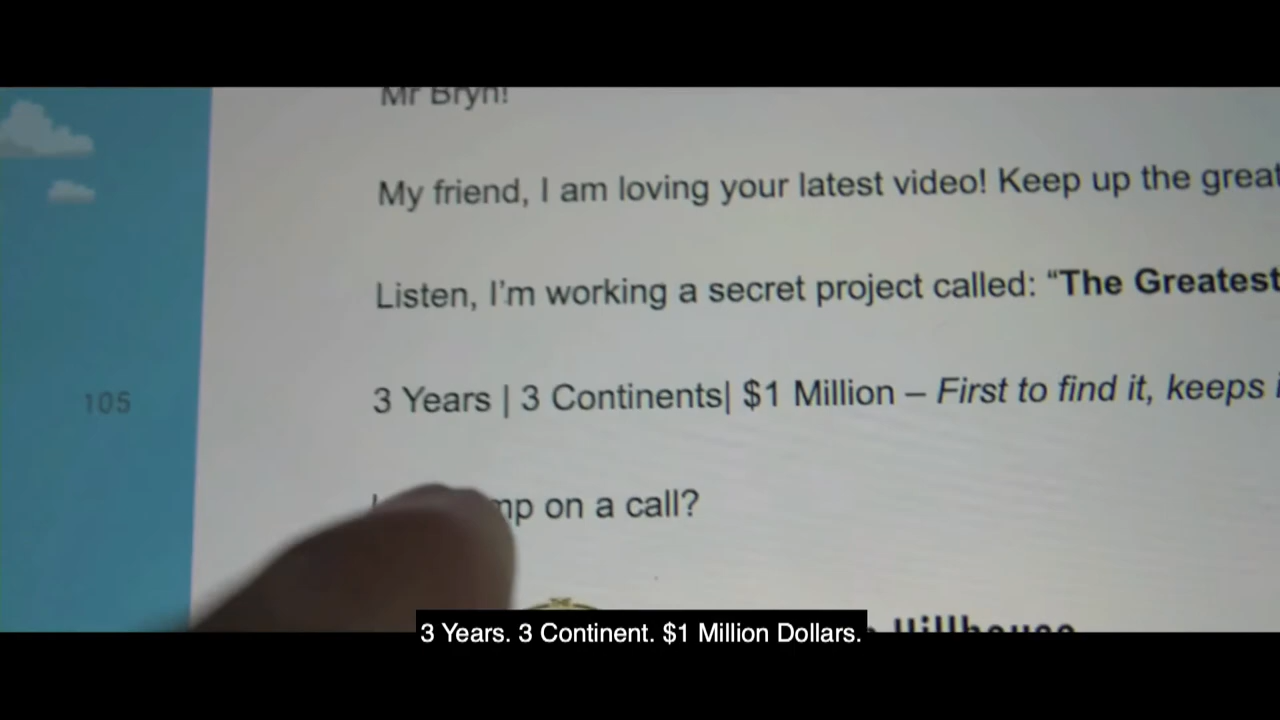 Mr Bryn!
My friend, I am loving your latest video! Keep up the great
Listen, I'm working a secret project called: “The Greatest
3 Years | 3 Continents| $1 Million – First to find it, keeps i
105
mp on a call?
Hillhouse
3 Years. 3 Continent. $1 Million Dollars.